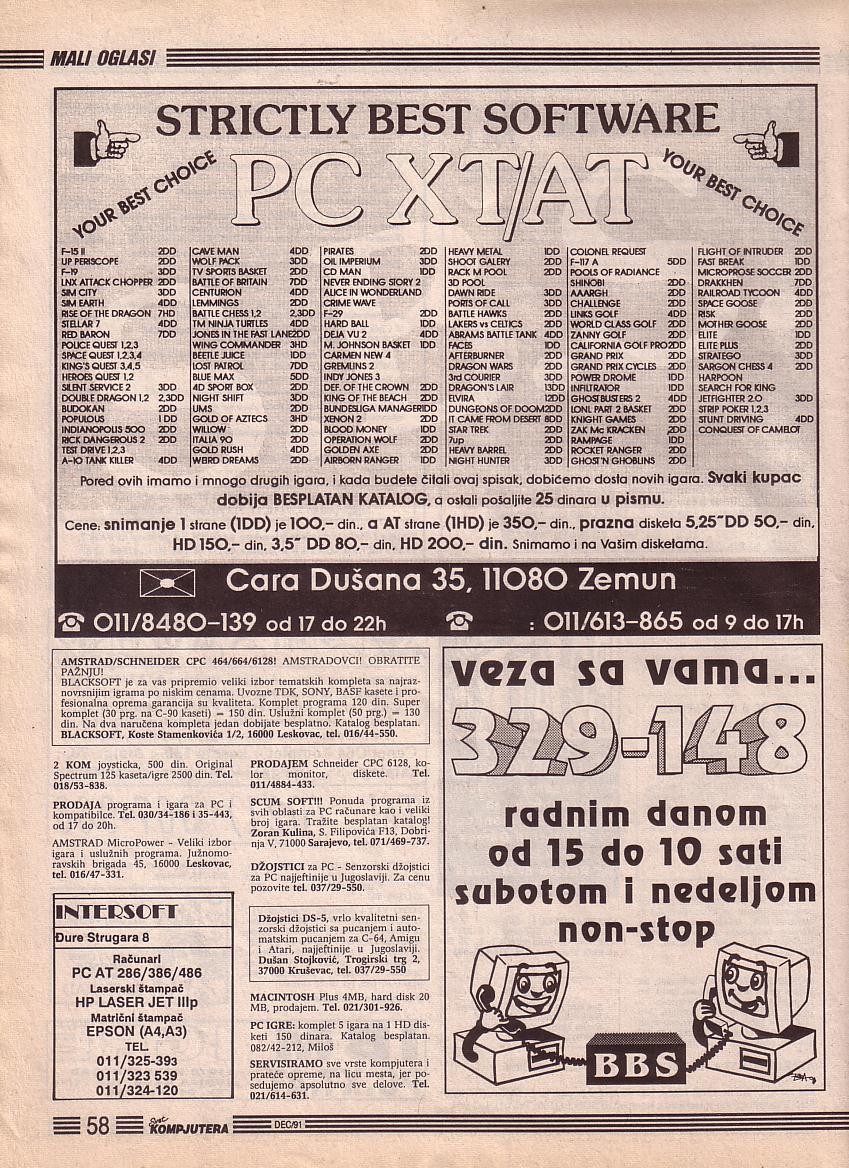 MALI OGLASI
STRICTLY BEST SOFTWARE
YOUR BEST CHOICE
PC XT/AT
YOUR BEST CHOICE
F-15 II 2DD
UP PERISCOPE 2DD
F-19 3DD
LNX ATTACK CHOPPER 2DD
SIM CITY 3DD
SIM EARTH 4DD
RISE OF THE DRAGON 7HD
STELLAR 7 4DD
RED BARON 7DD
POLICE QUEST 1,2,3
SPACE QUEST 1,2,3,4
KING'S QUEST 3,4,5
HEROES QUEST 1,2
SILENT SERVICE 2 3DD
DOUBLE DRAGON 1,2 2,3DD
BUDOKAN 2DD
POPULOUS 1DD
INDIANOPOLIS 500 2DD
RICK DANGEROUS 2 2DD
TEST DRIVE 1,2,3
A-10 TANK KILLER 4DD
CAVE MAN 4DD
WOLF PACK 3DD
TV SPORTS BASKET 2DD
BATTLE OF BRITAIN 7DD
CENTURION 4DD
LEMMINGS 2DD
BATTLE CHESS 1,2 2,3DD
TM NINJA TURTLES 4DD
JONES IN THE FAST LANE 2DD
WING COMMANDER 3HD
BEETLE JUICE 1DD
LOST PATROL 7DD
BLUE MAX 5DD
4D SPORT BOX 2DD
NIGHT SHIFT 3DD
UMS 2DD
GOLD OF AZTECS 3HD
WILLOW 2DD
ITALIA 90 2DD
GOLD RUSH 4DD
WEIRD DREAMS 2DD
PIRATES 2DD
OIL IMPERIUM 3DD
CD MAN 1DD
NEVER ENDING STORY 2
ALICE IN WONDERLAND
CRIME WAVE
F-29 2DD
HARD BALL 1DD
DEJA VU 2 4DD
M. JOHNSON BASKET 1DD
CARMEN NEW 4
GREMLINS 2
INDY JONES 3
DEF. OF THE CROWN 2DD
KING OF THE BEACH 2DD
BUNDESLIGA MANAGER 1DD
XENON 2 2DD
BLOOD MONEY 1DD
OPERATION WOLF 2DD
GOLDEN AXE 2DD
AIRBORN RANGER 1DD
HEAVY METAL 1DD
SHOOT GALERY 2DD
RACK M POOL 2DD
3D POOL
DAWN RIDE 3DD
PORTS OF CALL 3DD
BATTLE HAWKS 2DD
LAKERS vs CELTICS 2DD
ABRAMS BATTLE TANK 4DD
FACES 1DD
AFTERBURNER 2DD
DRAGON WARS 2DD
3rd COURIER 3DD
DRAGON'S LAIR 13DD
ELVIRA 12DD
DUNGEONS OF DOOM 2DD
IT CAME FROM DESERT 8DD
STAR TREK 2DD
7up 2DD
HEAVY BARREL 2DD
NIGHT HUNTER 3DD
COLONEL REQUEST
F-117 A 5DD
POOLS OF RADIANCE
SHINOBI 2DD
AAARGH 2DD
CHALLENGE 2DD
LINKS GOLF 4DD
WORLD CLASS GOLF 2DD
ZANNY GOLF 2DD
CALIFORNIA GOLF PRO 2DD
GRAND PRIX 2DD
GRAND PRIX CYCLES 2DD
POWER DROME 1DD
INFILTRATOR 1DD
GHOSTBUSTERS 2 4DD
LONL PART 2 BASKET 2DD
KNIGHT GAMES 2DD
ZAK Mc KRACKEN 2DD
RAMPAGE 1DD
ROCKET RANGER 2DD
GHOST'N GHOBLINS 2DD
FLIGHT OF INTRUDER 2DD
FAST BREAK 1DD
MICROPROSE SOCCER 2DD
DRAKKHEN 7DD
RAILROAD TYCOON 4DD
SPACE GOOSE 2DD
RISK 2DD
MOTHER GOOSE 2DD
ELITE 1DD
ELITE PLUS 2DD
STRATEGO 3DD
SARGON CHESS 4 2DD
HARPOON
SEARCH FOR KING
JETFIGHTER 2.0 3DD
STRIP POKER 1,2,3
STUNT DRIVING 4DD
CONQUEST OF CAMELOT
Pored ovih imamo i mnogo drugih igara, i kada budete čitali ovaj spisak, dobićemo dosta novih igara. Svaki kupac
dobija BESPLATAN KATALOG, a ostali pošaljite 25 dinara u pismu.
Cene: snimanje 1 strane (1DD) je 100,- din., a AT strane (1HD) je 350,- din., prazna disketa 5,25" DD 50,- din,
HD 150,- din, 3,5" DD 80,- din, HD 200,- din. Snimamo i na Vašim disketama.
Cara Dušana 35, 11080 Zemun
011/8480-139 od 17 do 22h
: 011/613-865 od 9 do 17h
AMSTRAD/SCHNEIDER CPC 464/664/6128! AMSTRADOVCI! OBRATITE
PAŽNJU!
BLACKSOFT je za vas pripremio veliki izbor tematskih kompleta sa najraz-
novrsnijim igrama po niskim cenama. Uvozne TDK, SONY, BASF kasete i pro-
fesionalna oprema garancija su kvaliteta. Komplet programa 120 din. Super
komplet (30 prg. na C-90 kaseti) = 150 din. Uslužni komplet (50 prg.) = 130
din. Na dva naručena kompleta jedan dobijate besplatno. Katalog besplatan.
BLACKSOFT, Koste Stamenkovića 1/2, 16000 Leskovac, tel. 016/44-550.
2 KOM joysticka, 500 din. Original
Spectrum 125 kaseta/igre 2500 din. Tel.
018/53-838.
PRODAJA programa i igara za PC i
kompatibilce. Tel. 030/34-186 i 35-443,
od 17 do 20h.
AMSTRAD MicroPower - Veliki izbor
igara i uslužnih programa. Južnomo-
ravskih brigada 45, 16000 Leskovac,
tel. 016/47-331.
INTERSOFT
Đure Strugara 8
Računari
PC AT 286/386/486
Laserski štampač
HP LASER JET IIIp
Matrični štampač
EPSON (A4,A3)
TEL.
011/325-393
011/323 539
011/324-120
PRODAJEM Schneider CPC 6128, ko-
lor monitor, diskete. Tel.
011/4884-433.
SCUM SOFT!!! Ponuda programa iz
svih oblasti za PC računare kao i veliki
broj igara. Tražite besplatan katalog!
Zoran Kulina, S. Filipovića F13, Dobri-
nja V, 71000 Sarajevo, tel. 071/469-737.
DŽOJSTICI za PC - Senzorski džojstici
za PC najjeftinije u Jugoslaviji. Za cenu
pozovite tel. 037/29-550.
Džojstici DS-5, vrlo kvalitetni sen-
zorski džojstici sa pucanjem i auto-
matskim pucanjem za C-64, Amigu
i Atari, najjeftinije u Jugoslaviji.
Dušan Stojković, Trogirski trg 2,
37000 Kruševac, tel. 037/29-550
MACINTOSH Plus 4MB, hard disk 20
MB, prodajem. Tel. 021/301-926.
PC IGRE: komplet 5 igara na 1 HD dis-
keti 150 dinara. Katalog besplatan.
082/42-212, Miloš
SERVISIRAMO sve vrste kompjutera i
prateće opreme, na licu mesta, jer po-
sedujemo apsolutno sve delove. Tel.
021/614-631.
veza sa vama...
329-148
radnim danom
od 15 do 10 sati
subotom i nedeljom
non-stop
BBS
58
Svet
KOMPJUTERA
DEC/91